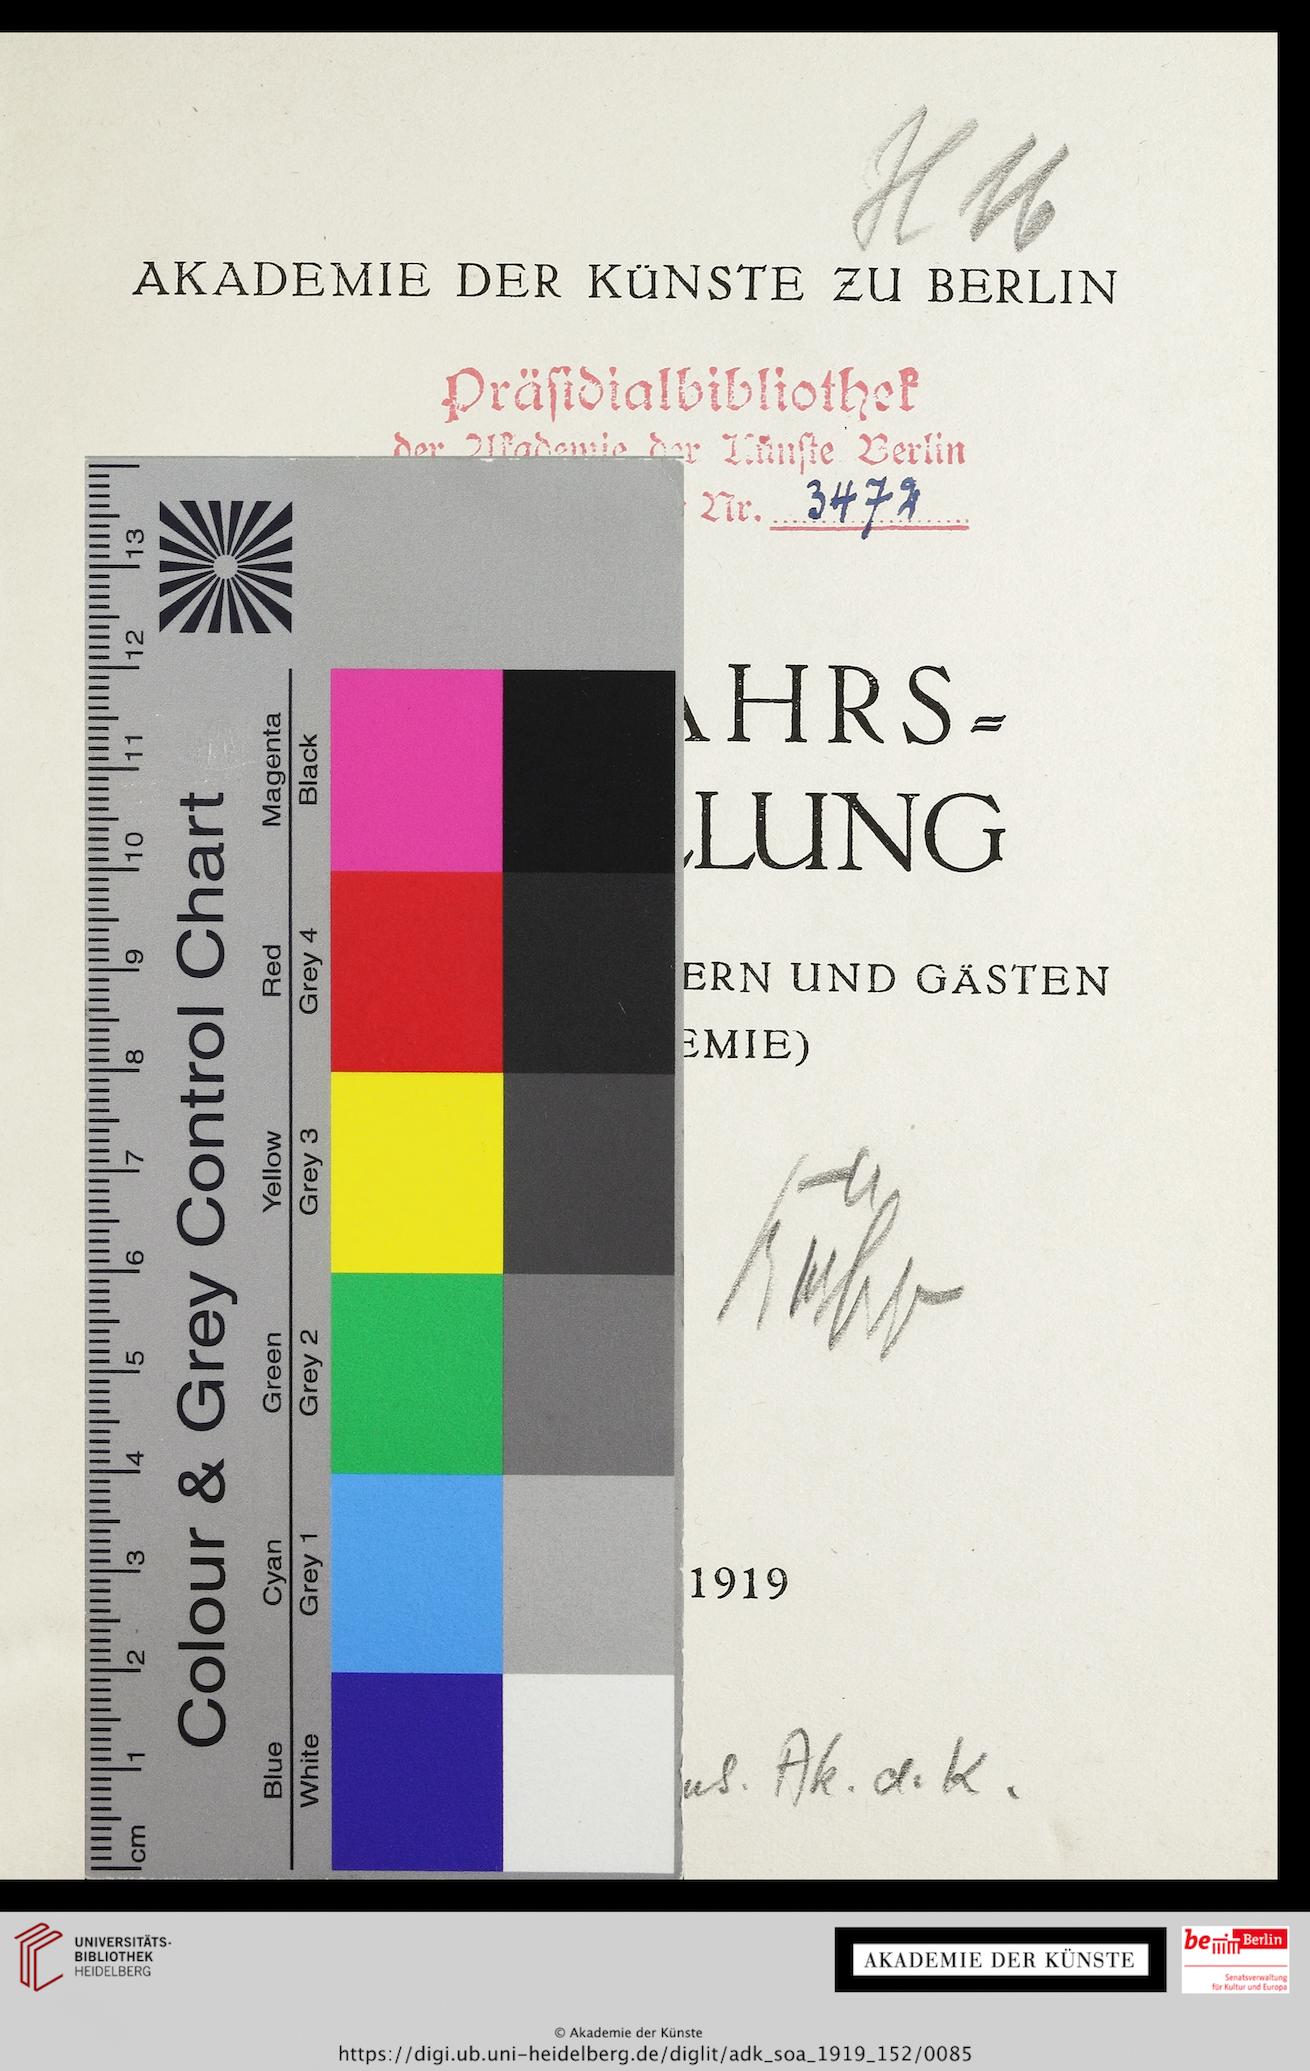 AKADEMIE DER KÜNSTE ZU BERLIN
Präsidialbibliothek
der Akademie der Künste Berlin
Nr. 3472
AHRS=
LLUNG
ERN UND GÄSTEN
EMIE)
1919
Ak. d. K.
Colour & Grey Control Chart
Magenta
Black
Red
Grey 4
Yellow
Grey 3
Green
Grey 2
Cyan
Grey 1
Blue
White
13
12
11
10
9
8
7
6
5
4
3
2
1
cm
UNIVERSITÄTS-
BIBLIOTHEK
HEIDELBERG
AKADEMIE DER KÜNSTE
be Berlin
Senatsverwaltung
für Kultur und Europa
© Akademie der Künste
https://digi.ub.uni-heidelberg.de/diglit/adk_soa_1919_152/0085